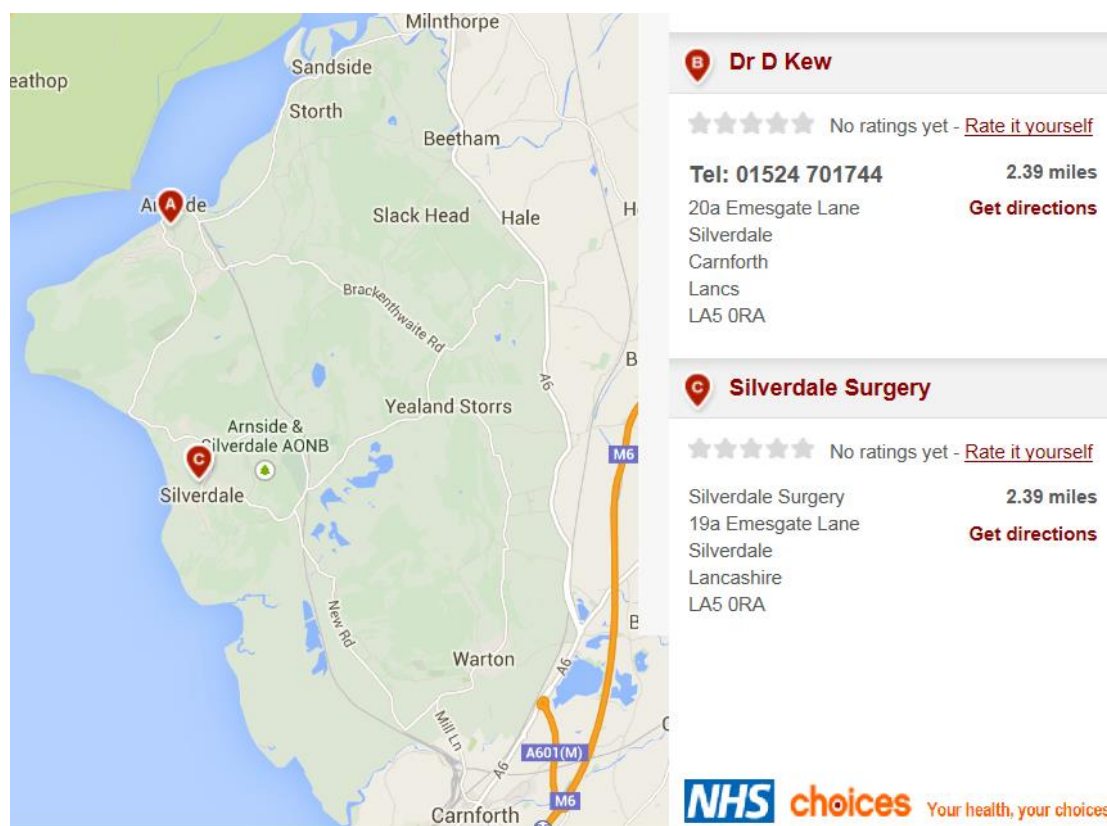 Milnthorpe
Sandside
eathop
Storth
Beetham
A
Slack Head
Hale
H
Brackenthwaite Rd
B
A6
Yealand Storrs
Arnside &
Silverdale AONB
M6
C
Silverdale
New Rd
B
Warton
A6
Mill Ln
A601(M)
A6
M6
Carnforth
B Dr D Kew
No ratings yet - Rate it yourself
Tel: 01524 701744 2.39 miles
20a Emesgate Lane Get directions
Silverdale
Carnforth
Lancs
LA5 0RA
C Silverdale Surgery
No ratings yet - Rate it yourself
Silverdale Surgery 2.39 miles
19a Emesgate Lane Get directions
Silverdale
Lancashire
LA5 0RA
NHS choices Your health, your choices